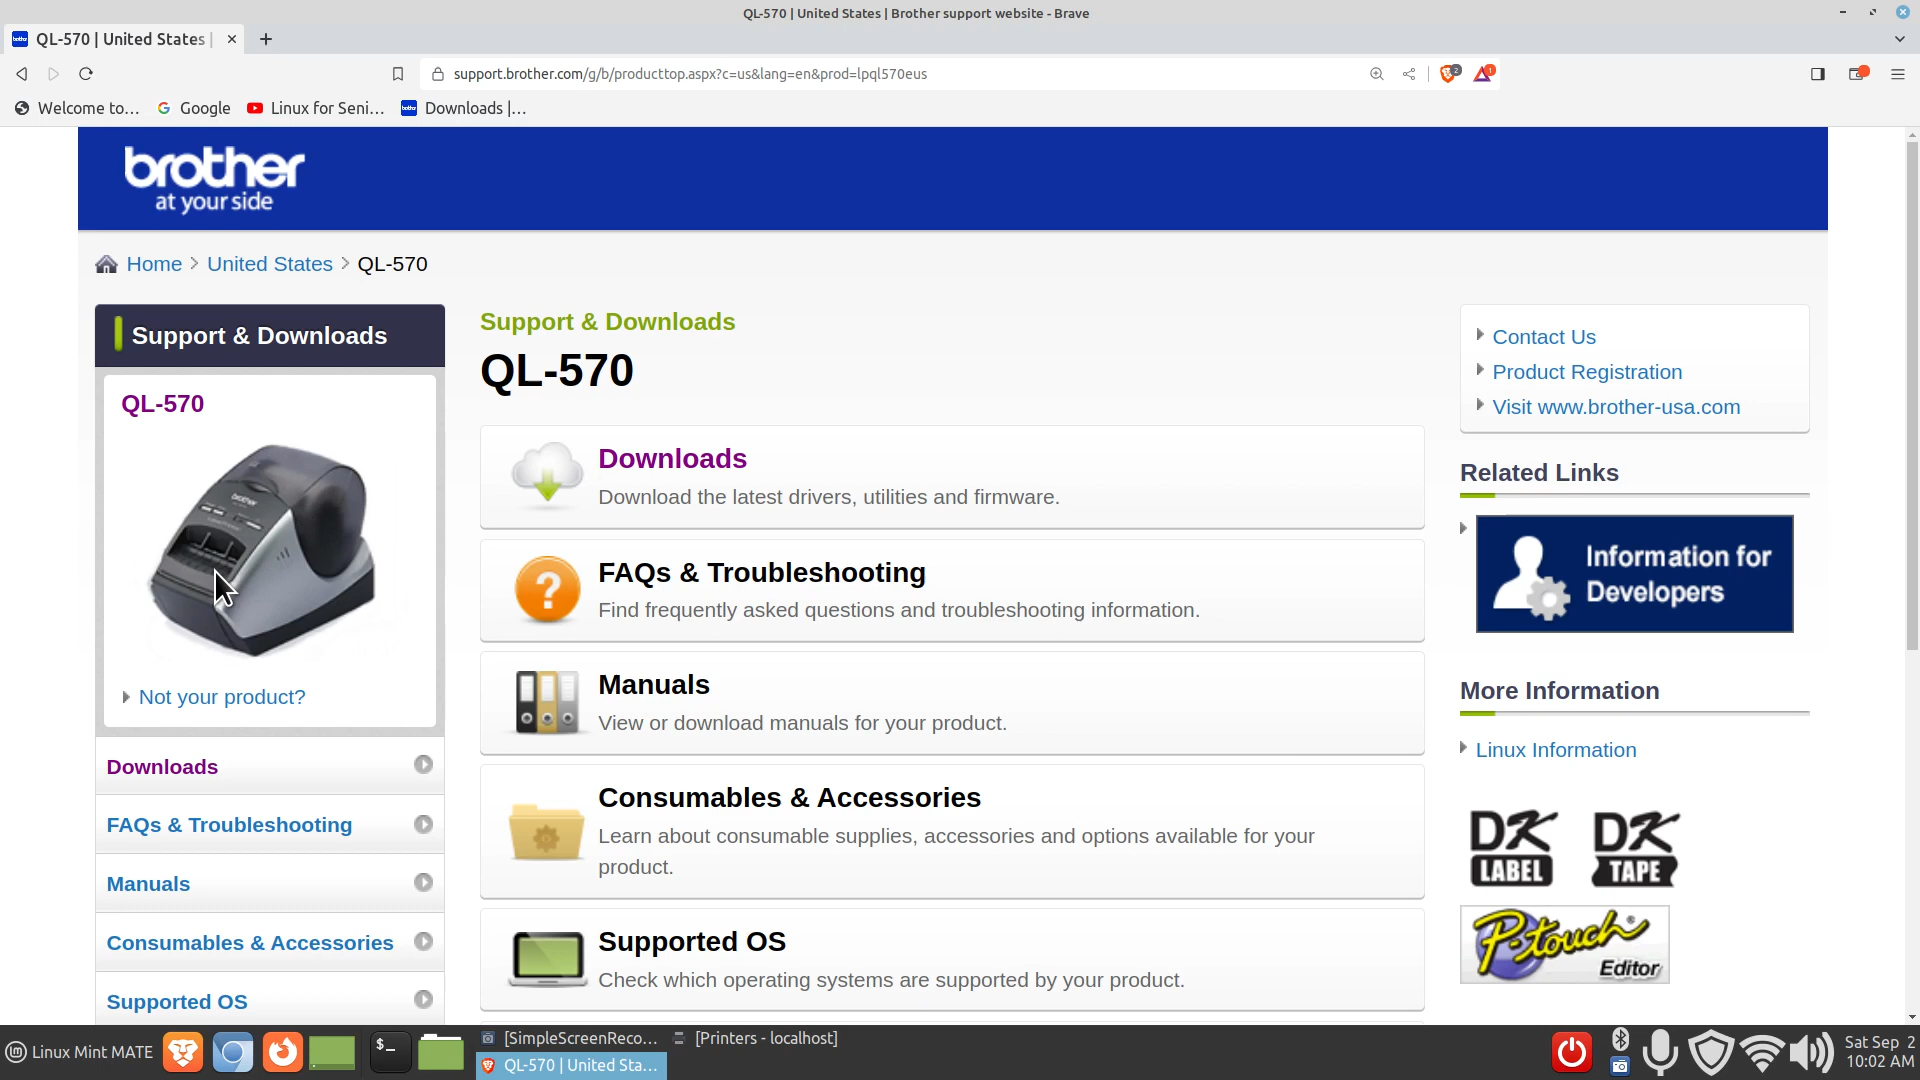 QL-570 | United States | Brother support website - Brave
QL-570 | United States |
support.brother.com/g/b/producttop.aspx?c=us&lang=en&prod=lpql570eus
2
1
Welcome to...
Google
Linux for Seni...
Downloads |...
brother
at your side
Home > United States > QL-570
Support & Downloads
QL-570
Not your product?
Downloads
FAQs & Troubleshooting
Manuals
Consumables & Accessories
Supported OS
Support & Downloads
QL-570
Downloads
Download the latest drivers, utilities and firmware.
FAQs & Troubleshooting
Find frequently asked questions and troubleshooting information.
Manuals
View or download manuals for your product.
Consumables & Accessories
Learn about consumable supplies, accessories and options available for your
product.
Supported OS
Check which operating systems are supported by your product.
Contact Us
Product Registration
Visit www.brother-usa.com
Related Links
Information for
Developers
More Information
Linux Information
DK
LABEL
DK
TAPE
P-touch
Editor
Linux Mint MATE
[SimpleScreenReco...
[Printers - localhost]
QL-570 | United Sta...
Sat Sep 2
10:02 AM